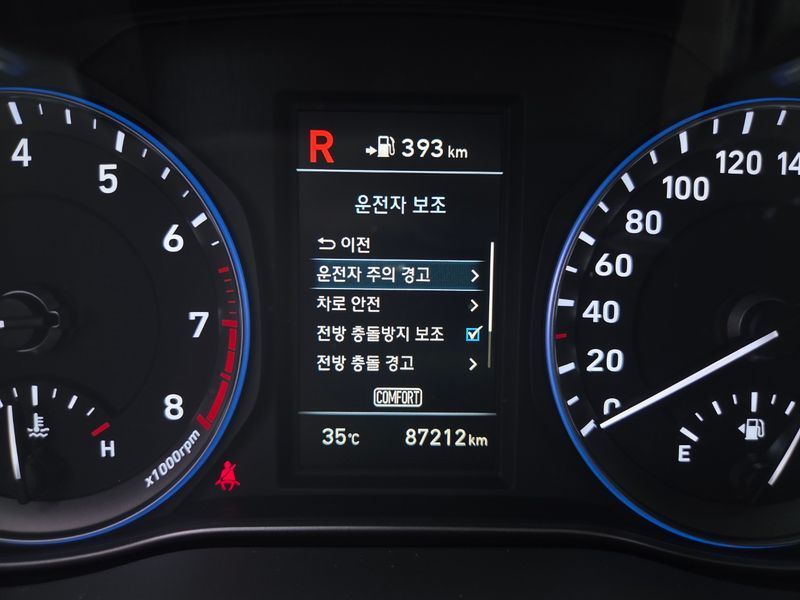 R 393 km
운전자 보조
이전
운전자 주의 경고
차로 안전
전방 충돌방지 보조
전방 충돌 경고
COMFORT
35℃ 87212 km
4
5
6
7
8
x1000rpm
H
0
20
40
60
80
100
120
E